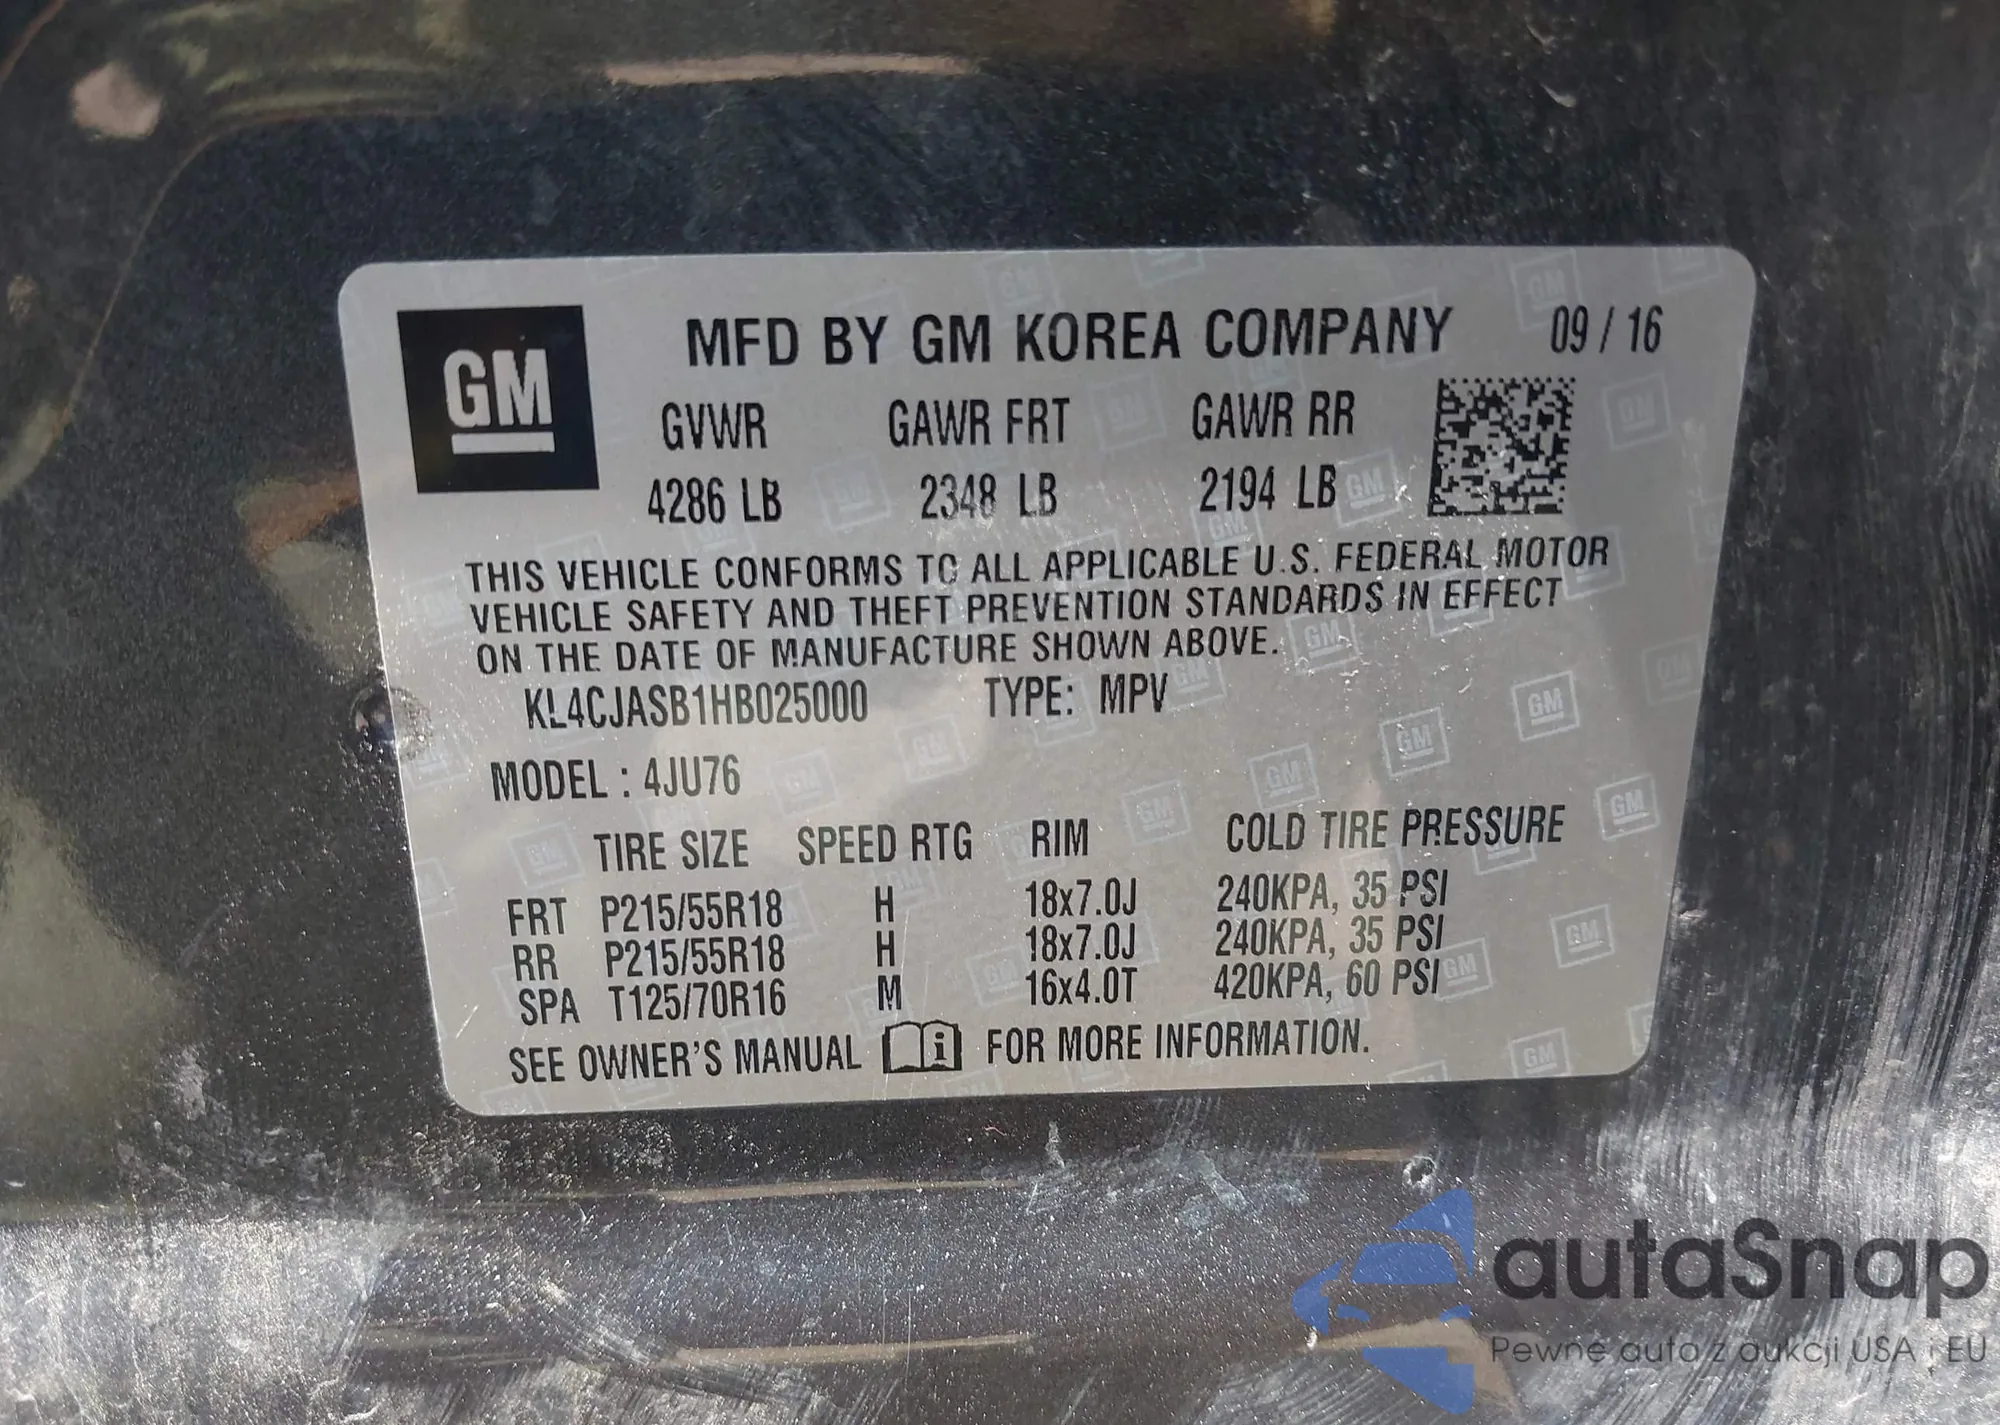 GM
MFD BY GM KOREA COMPANY 09 / 16
GVWR GAWR FRT GAWR RR
4286 LB 2348 LB 2194 LB
THIS VEHICLE CONFORMS TO ALL APPLICABLE U.S. FEDERAL MOTOR
VEHICLE SAFETY AND THEFT PREVENTION STANDARDS IN EFFECT
ON THE DATE OF MANUFACTURE SHOWN ABOVE.
KL4CJASB1HB025000 TYPE: MPV
MODEL : 4JU76
TIRE SIZE SPEED RTG RIM COLD TIRE PRESSURE
FRT P215/55R18 H 18x7.0J 240KPA, 35 PSI
RR P215/55R18 H 18x7.0J 240KPA, 35 PSI
SPA T125/70R16 M 16x4.0T 420KPA, 60 PSI
SEE OWNER'S MANUAL i FOR MORE INFORMATION.
autaSnap
Pewne auta z aukcji USA i EU